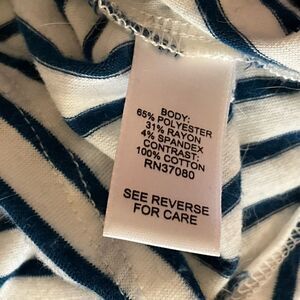 BODY:
65% POLYESTER
31% RAYON
4% SPANDEX
CONTRAST:
100% COTTON
RN37080
SEE REVERSE
FOR CARE